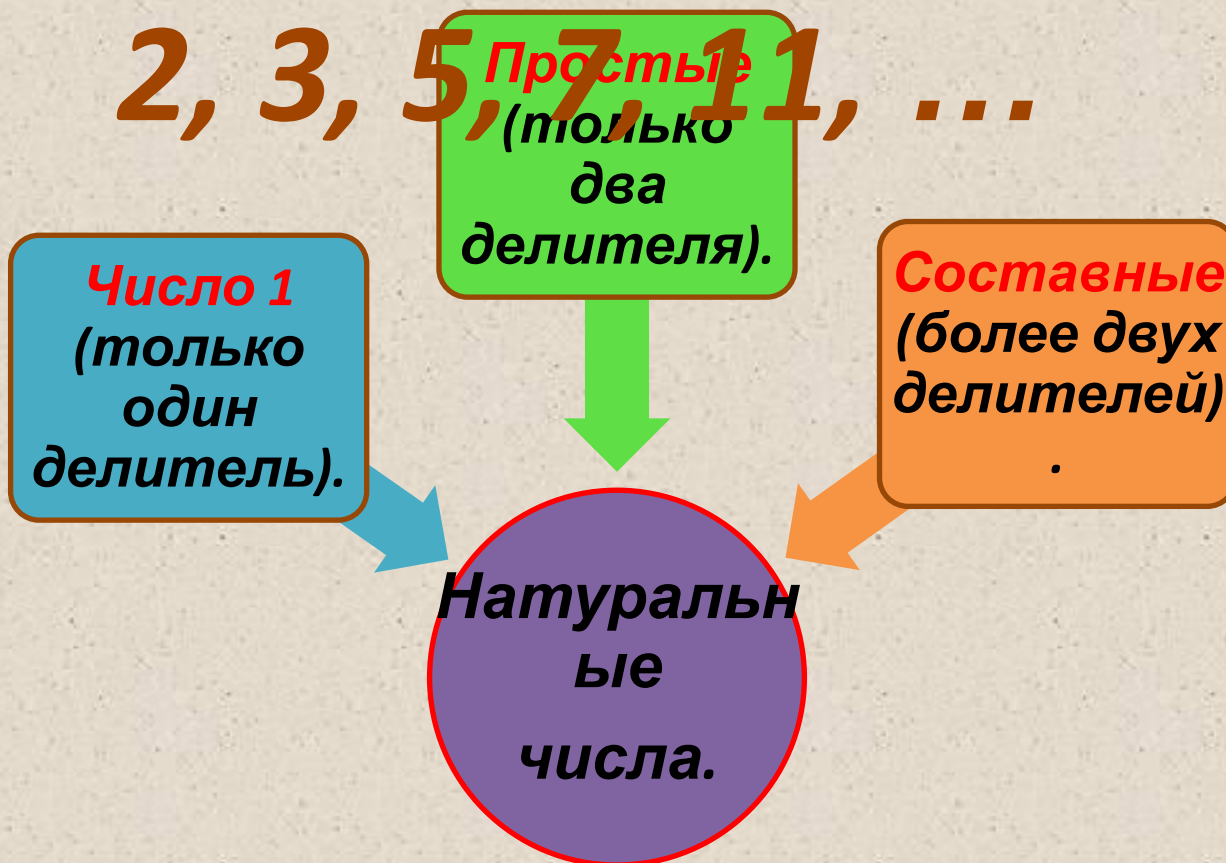 2, 3, 5, 7, 11, ...
Простые
(только
два
делителя).
Число 1
(только
один
делитель).
Составные
(более двух
делителей)
.
Натуральн
ые
числа.